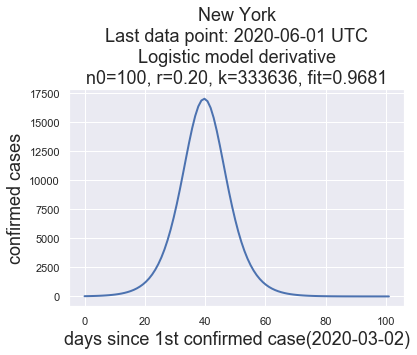 New York
Last data point: 2020-06-01 UTC
Logistic model derivative
n0=100, r=0.20, k=333636, fit=0.9681
confirmed cases
17500
15000
12500
10000
7500
5000
2500
0
0 20 40 60 80 100
days since 1st confirmed case(2020-03-02)